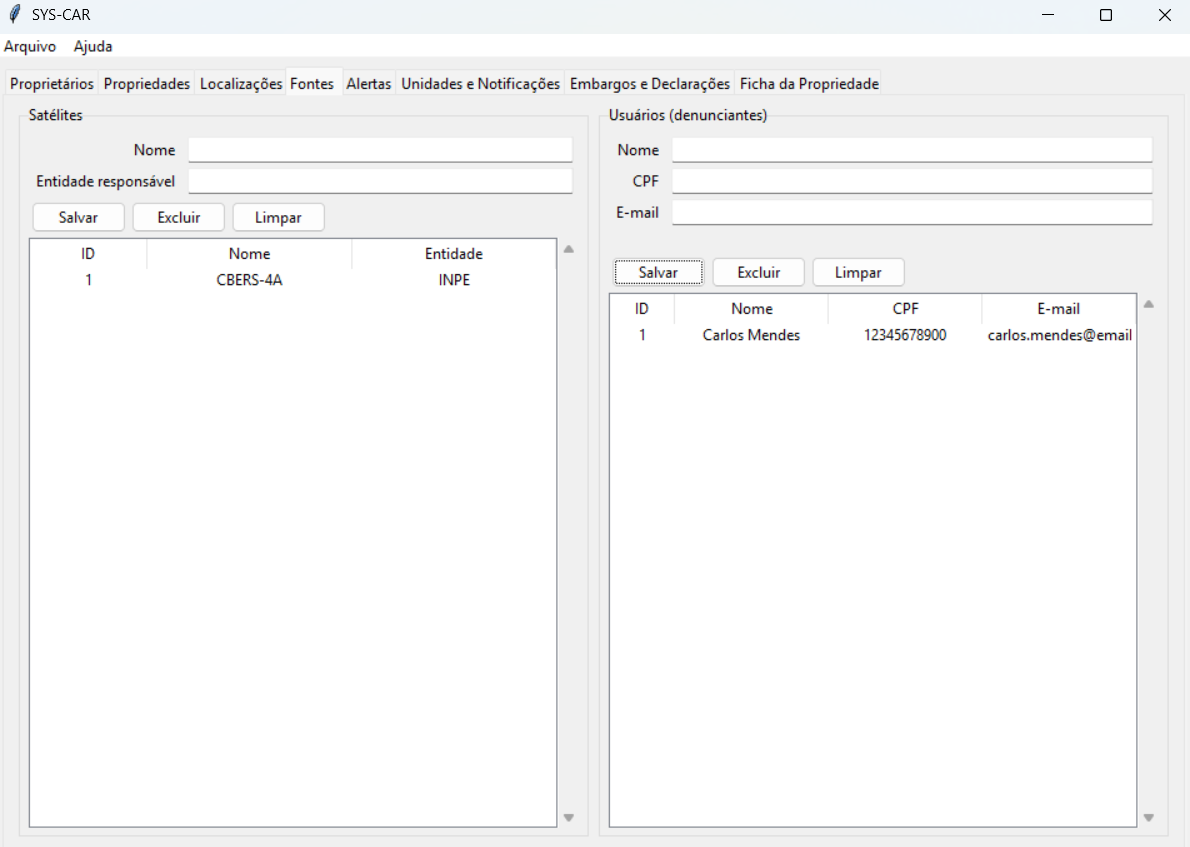 SYS-CAR
Arquivo Ajuda
Proprietários Propriedades Localizações Fontes Alertas Unidades e Notificações Embargos e Declarações Ficha da Propriedade
Satélites
Nome
Entidade responsável
Salvar Excluir Limpar
ID Nome Entidade
1 CBERS-4A INPE
Usuários (denunciantes)
Nome
CPF
E-mail
Salvar Excluir Limpar
ID Nome CPF E-mail
1 Carlos Mendes 12345678900 carlos.mendes@email